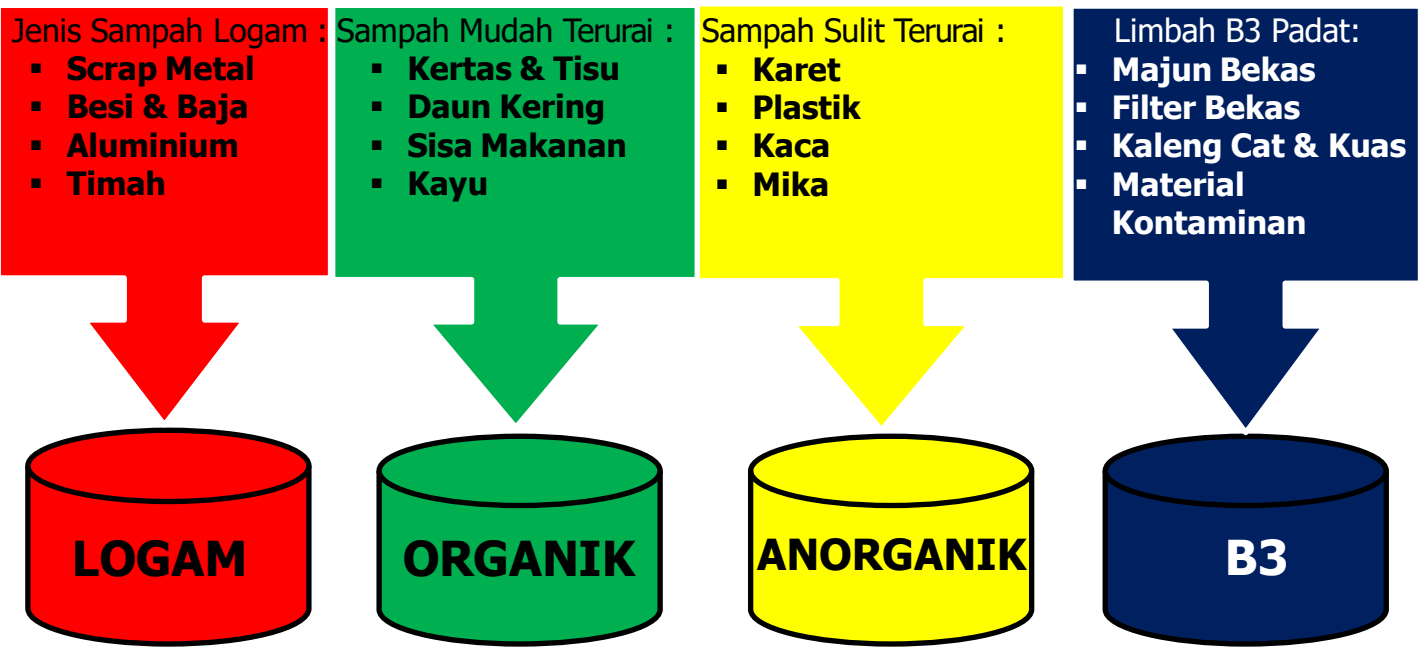 Jenis Sampah Logam :
▪ Scrap Metal
▪ Besi & Baja
▪ Aluminium
▪ Timah
Sampah Mudah Terurai :
▪ Kertas & Tisu
▪ Daun Kering
▪ Sisa Makanan
▪ Kayu
Sampah Sulit Terurai :
▪ Karet
▪ Plastik
▪ Kaca
▪ Mika
Limbah B3 Padat:
▪ Majun Bekas
▪ Filter Bekas
▪ Kaleng Cat & Kuas
▪ Material
Kontaminan
LOGAM
ORGANIK
ANORGANIK
B3